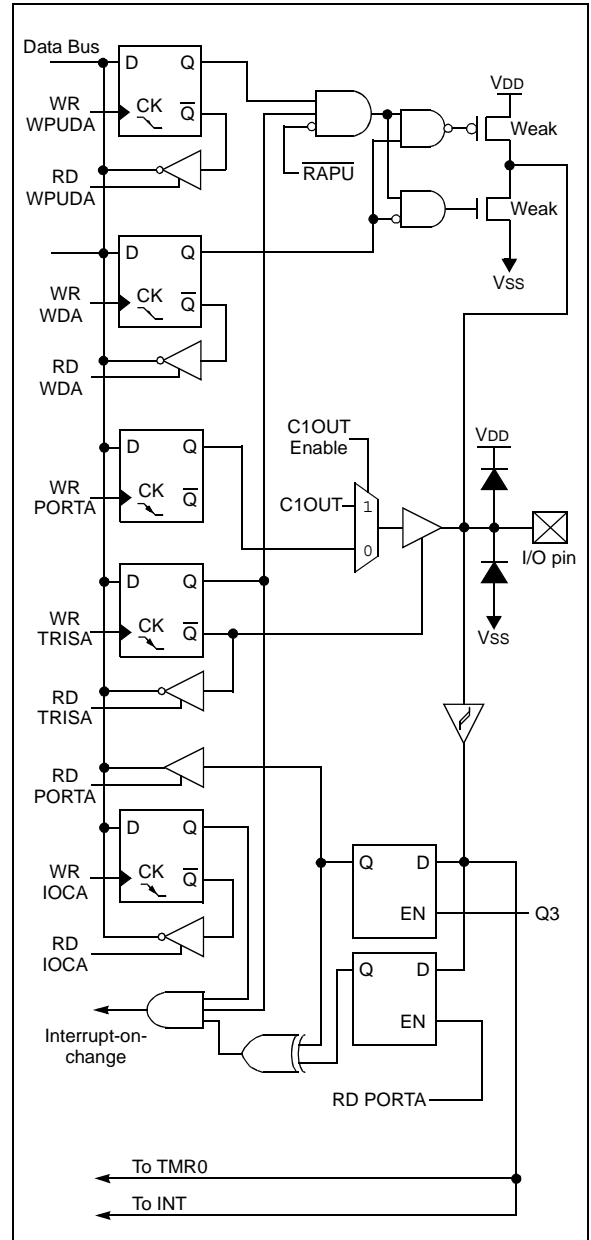 Data Bus
D Q
WR
WPUDA
CK Q̅
RD
WPUDA
R̅A̅P̅U̅
VDD
Weak
Weak
VSS
D Q
WR
WDA
CK Q̅
RD
WDA
D Q
WR
PORTA
CK Q̅
C1OUT
Enable
C1OUT
1
0
VDD
I/O pin
VSS
D Q
WR
TRISA
CK Q̅
RD
TRISA
RD
PORTA
D Q
WR
IOCA
CK Q̅
RD
IOCA
Q D
EN
Q3
Q D
EN
RD PORTA
Interrupt-on-
change
To TMR0
To INT